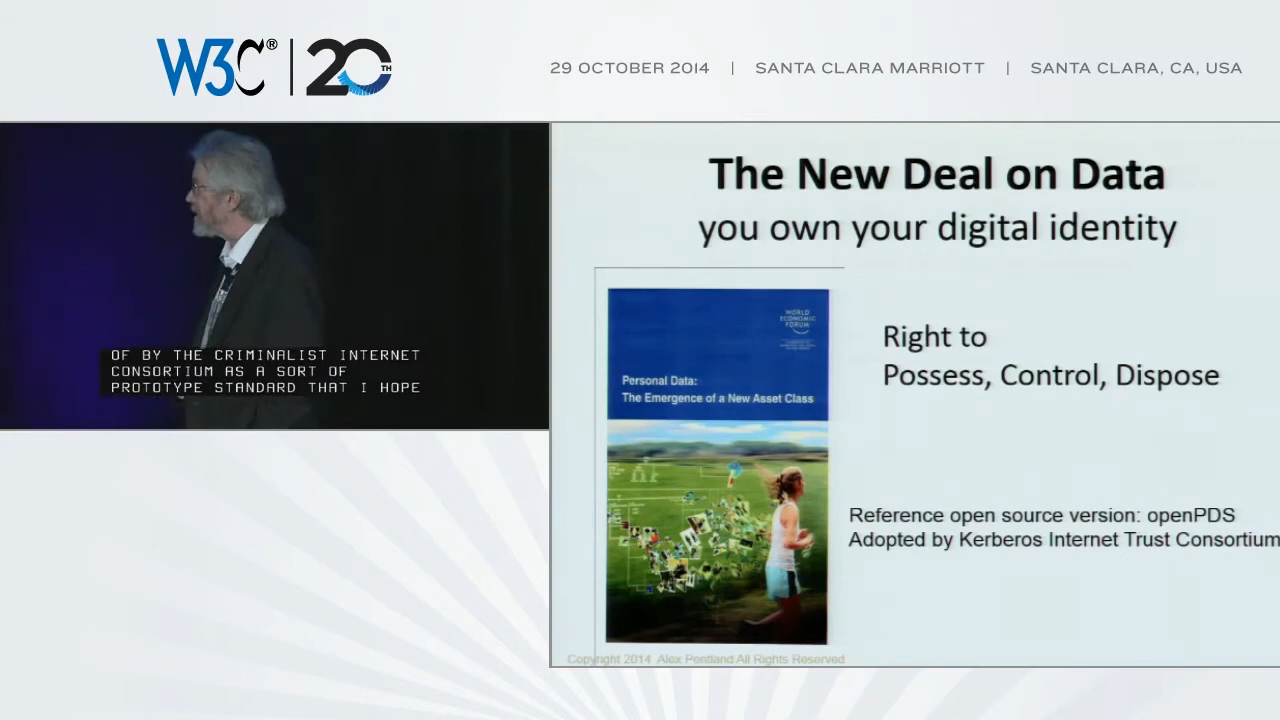 W3C® | 20TH
29 OCTOBER 2014 | SANTA CLARA MARRIOTT | SANTA CLARA, CA, USA
OF BY THE CRIMINALIST INTERNET
CONSORTIUM AS A SORT OF
PROTOTYPE STANDARD THAT I HOPE
The New Deal on Data
you own your digital identity
WORLD
ECONOMIC
FORUM
Personal Data:
The Emergence of a New Asset Class
Right to
Possess, Control, Dispose
Reference open source version: openPDS
Adopted by Kerberos Internet Trust Consortium
Copyright 2014 Alex Pentland All Rights Reserved